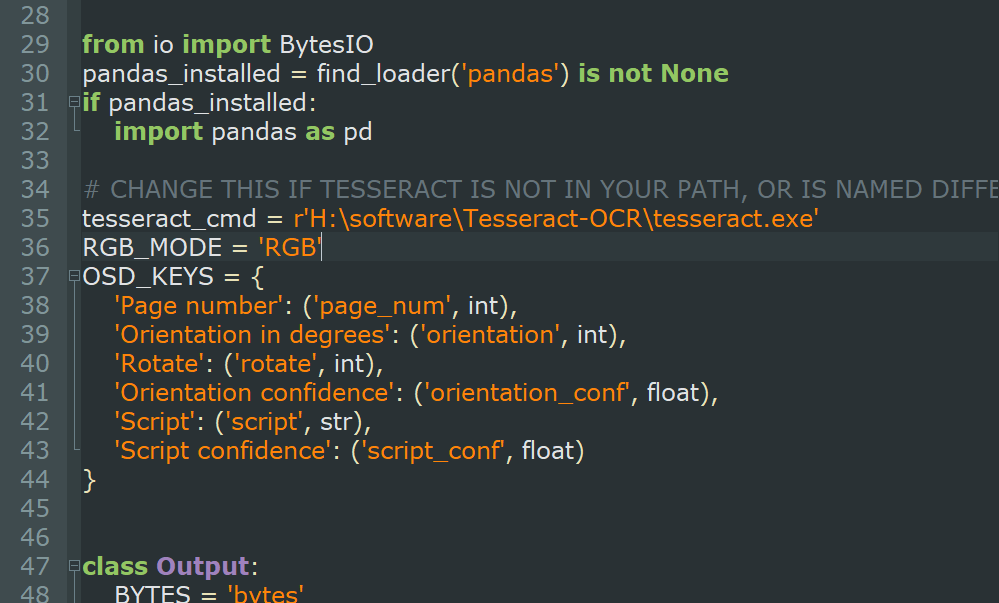 28
29 from io import BytesIO
30 pandas_installed = find_loader('pandas') is not None
31 if pandas_installed:
32     import pandas as pd
33
34 # CHANGE THIS IF TESSERACT IS NOT IN YOUR PATH, OR IS NAMED DIFFE
35 tesseract_cmd = r'H:\software\Tesseract-OCR\tesseract.exe'
36 RGB_MODE = 'RGB'
37 OSD_KEYS = {
38     'Page number': ('page_num', int),
39     'Orientation in degrees': ('orientation', int),
40     'Rotate': ('rotate', int),
41     'Orientation confidence': ('orientation_conf', float),
42     'Script': ('script', str),
43     'Script confidence': ('script_conf', float)
44 }
45
46
47 class Output:
48     BYTES = 'bytes'